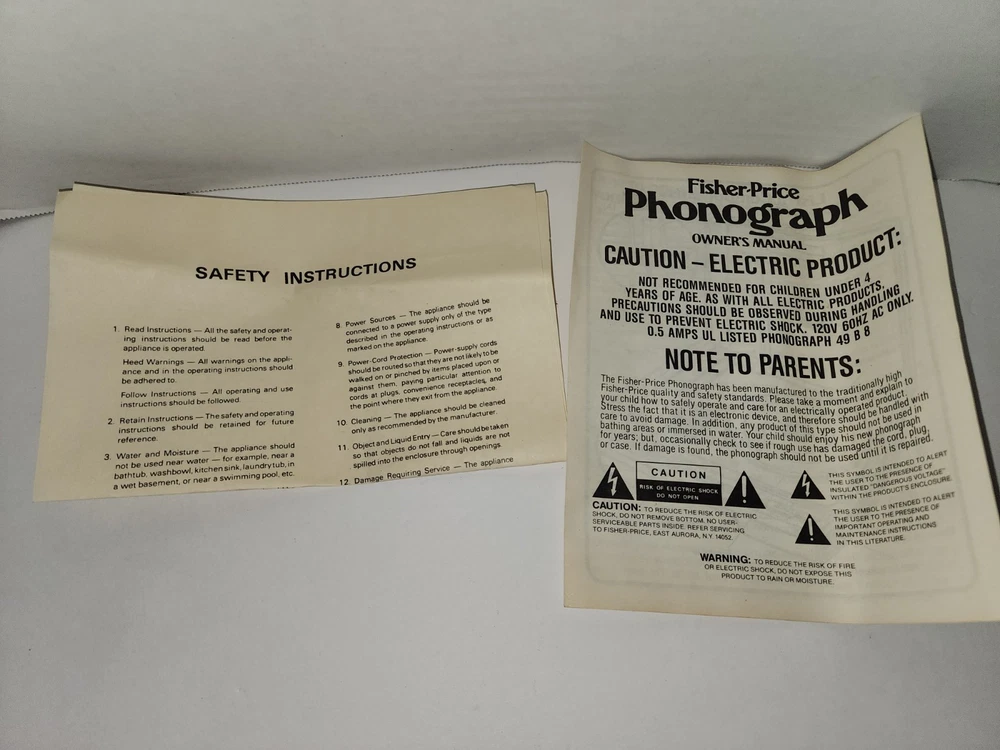 SAFETY INSTRUCTIONS
1. Read Instructions — All the safety and operat-
ing instructions should be read before the
appliance is operated.
Heed Warnings — All warnings on the appli-
ance and in the operating instructions should
be adhered to.
Follow Instructions — All operating and use
instructions should be followed.
2. Retain Instructions — The safety and operating
instructions should be retained for future
reference.
3. Water and Moisture — The appliance should
not be used near water — for example, near a
bathtub, washbowl, kitchen sink, laundry tub, in
a wet basement, or near a swimming pool, etc.
8. Power Sources — The appliance should be
connected to a power supply only of the type
described in the operating instructions or as
marked on the appliance.
9. Power-Cord Protection — Power-supply cords
should be routed so that they are not likely to be
walked on or pinched by items placed upon or
against them, paying particular attention to
cords at plugs, convenience receptacles, and
the point where they exit from the appliance.
10. Cleaning — The appliance should be cleaned
only as recommended by the manufacturer.
11. Object and Liquid Entry — Care should be taken
so that objects do not fall and liquids are not
spilled into the enclosure through openings.
12. Damage Requiring Service — The appliance
Fisher-Price
Phonograph
OWNER'S MANUAL
CAUTION – ELECTRIC PRODUCT:
NOT RECOMMENDED FOR CHILDREN UNDER 4
YEARS OF AGE. AS WITH ALL ELECTRIC PRODUCTS,
PRECAUTIONS SHOULD BE OBSERVED DURING HANDLING
AND USE TO PREVENT ELECTRIC SHOCK. 120V 60HZ AC ONLY.
0.5 AMPS UL LISTED PHONOGRAPH 49 B 8
NOTE TO PARENTS:
The Fisher-Price Phonograph has been manufactured to the traditionally high
Fisher-Price quality and safety standards. Please take a moment and explain to
your child how to safely operate and care for an electrically operated product.
Stress the fact that it is an electronic device, and therefore should be handled with
care to avoid damage. In addition, any product of this type should not be used in
bathing areas or immersed in water. Your child should enjoy his new phonograph
for years; but, occasionally check to see if rough use has damaged the cord, plug,
or case. If damage is found, the phonograph should not be used until it is repaired.
CAUTION
RISK OF ELECTRIC SHOCK
DO NOT OPEN
CAUTION: TO REDUCE THE RISK OF ELECTRIC
SHOCK, DO NOT REMOVE BOTTOM. NO USER-
SERVICEABLE PARTS INSIDE. REFER SERVICING
TO FISHER-PRICE, EAST AURORA, N.Y. 14052.
THIS SYMBOL IS INTENDED TO ALERT
THE USER TO THE PRESENCE OF
INSULATED "DANGEROUS VOLTAGE"
WITHIN THE PRODUCT'S ENCLOSURE.
THIS SYMBOL IS INTENDED TO ALERT
THE USER TO THE PRESENCE OF
IMPORTANT OPERATING AND
MAINTENANCE INSTRUCTIONS
IN THIS LITERATURE.
WARNING: TO REDUCE THE RISK OF FIRE
OR ELECTRIC SHOCK, DO NOT EXPOSE THIS
PRODUCT TO RAIN OR MOISTURE.